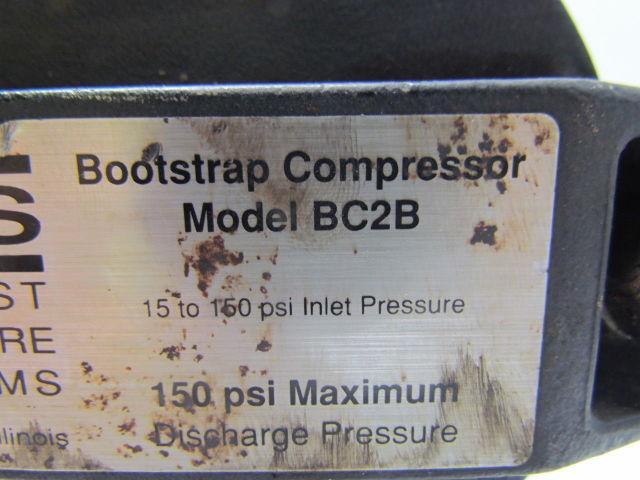 S
Bootstrap Compressor
Model BC2B
ST
15 to 150 psi Inlet Pressure
RE
MS
150 psi Maximum
llinois
Discharge Pressure